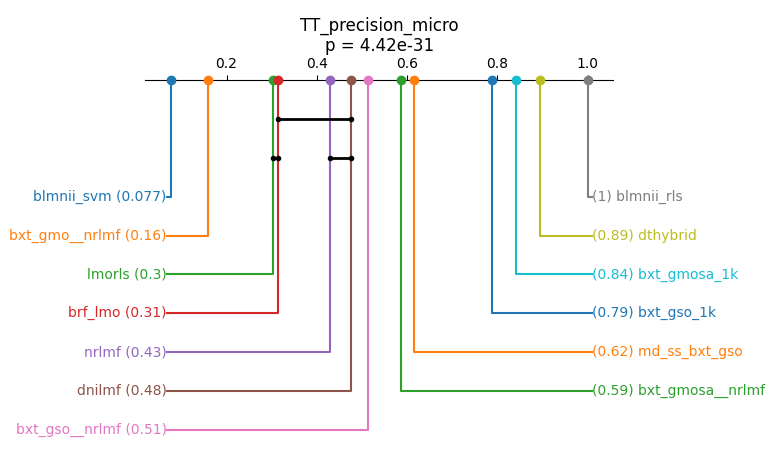 TT_precision_micro
p = 4.42e-31
0.2 0.4 0.6 0.8 1.0
blmnii_svm (0.077) (1) blmnii_rls
bxt_gmo__nrlmf (0.16) (0.89) dthybrid
lmorls (0.3) (0.84) bxt_gmosa_1k
brf_lmo (0.31) (0.79) bxt_gso_1k
nrlmf (0.43) (0.62) md_ss_bxt_gso
dnilmf (0.48) (0.59) bxt_gmosa__nrlmf
bxt_gso__nrlmf (0.51)